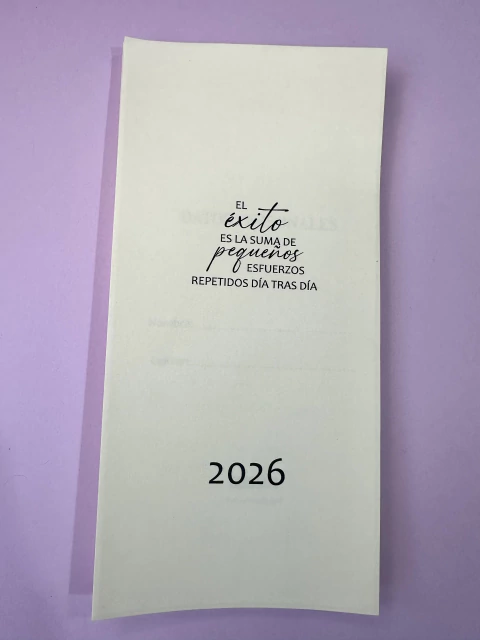 EL
éxito
ES LA SUMA DE
pequeños
ESFUERZOS
REPETIDOS DÍA TRAS DÍA
2026